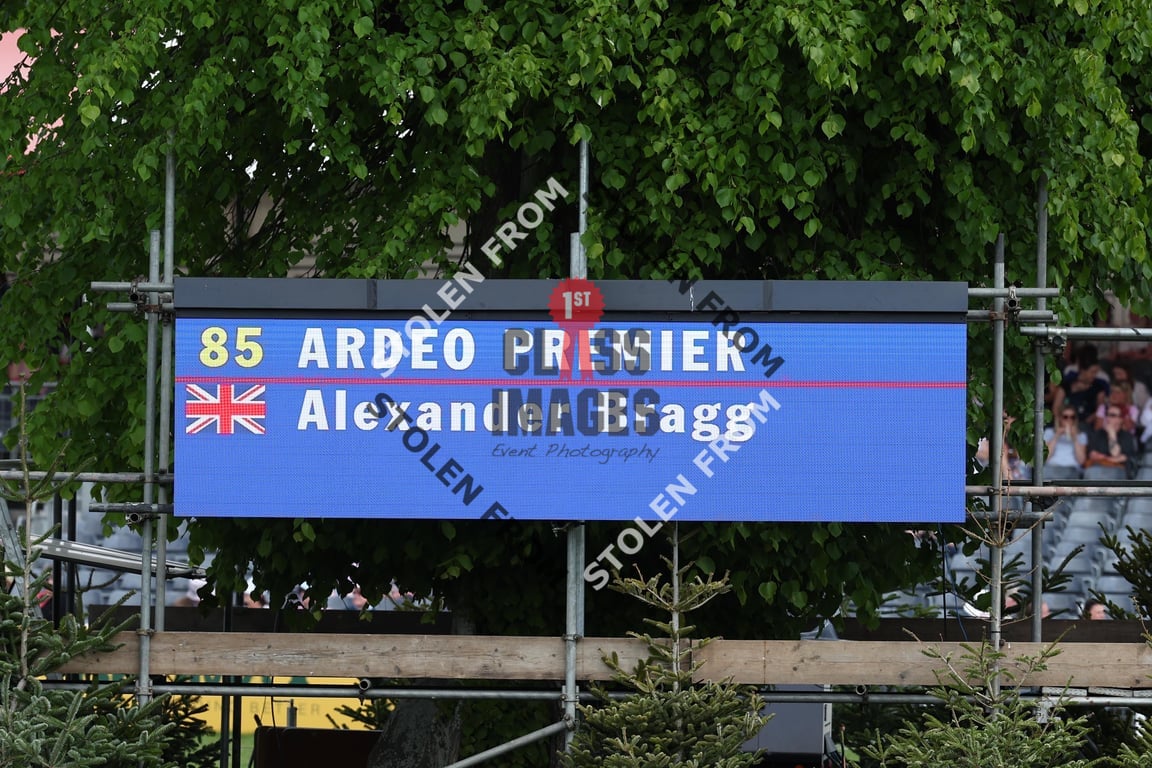 85 ARDEO PREMIER
Alexander Bragg
1ST
CLASS
IMAGES
Event Photography
STOLEN FROM
STOLEN FROM
STOLEN FROM
STOLEN FROM